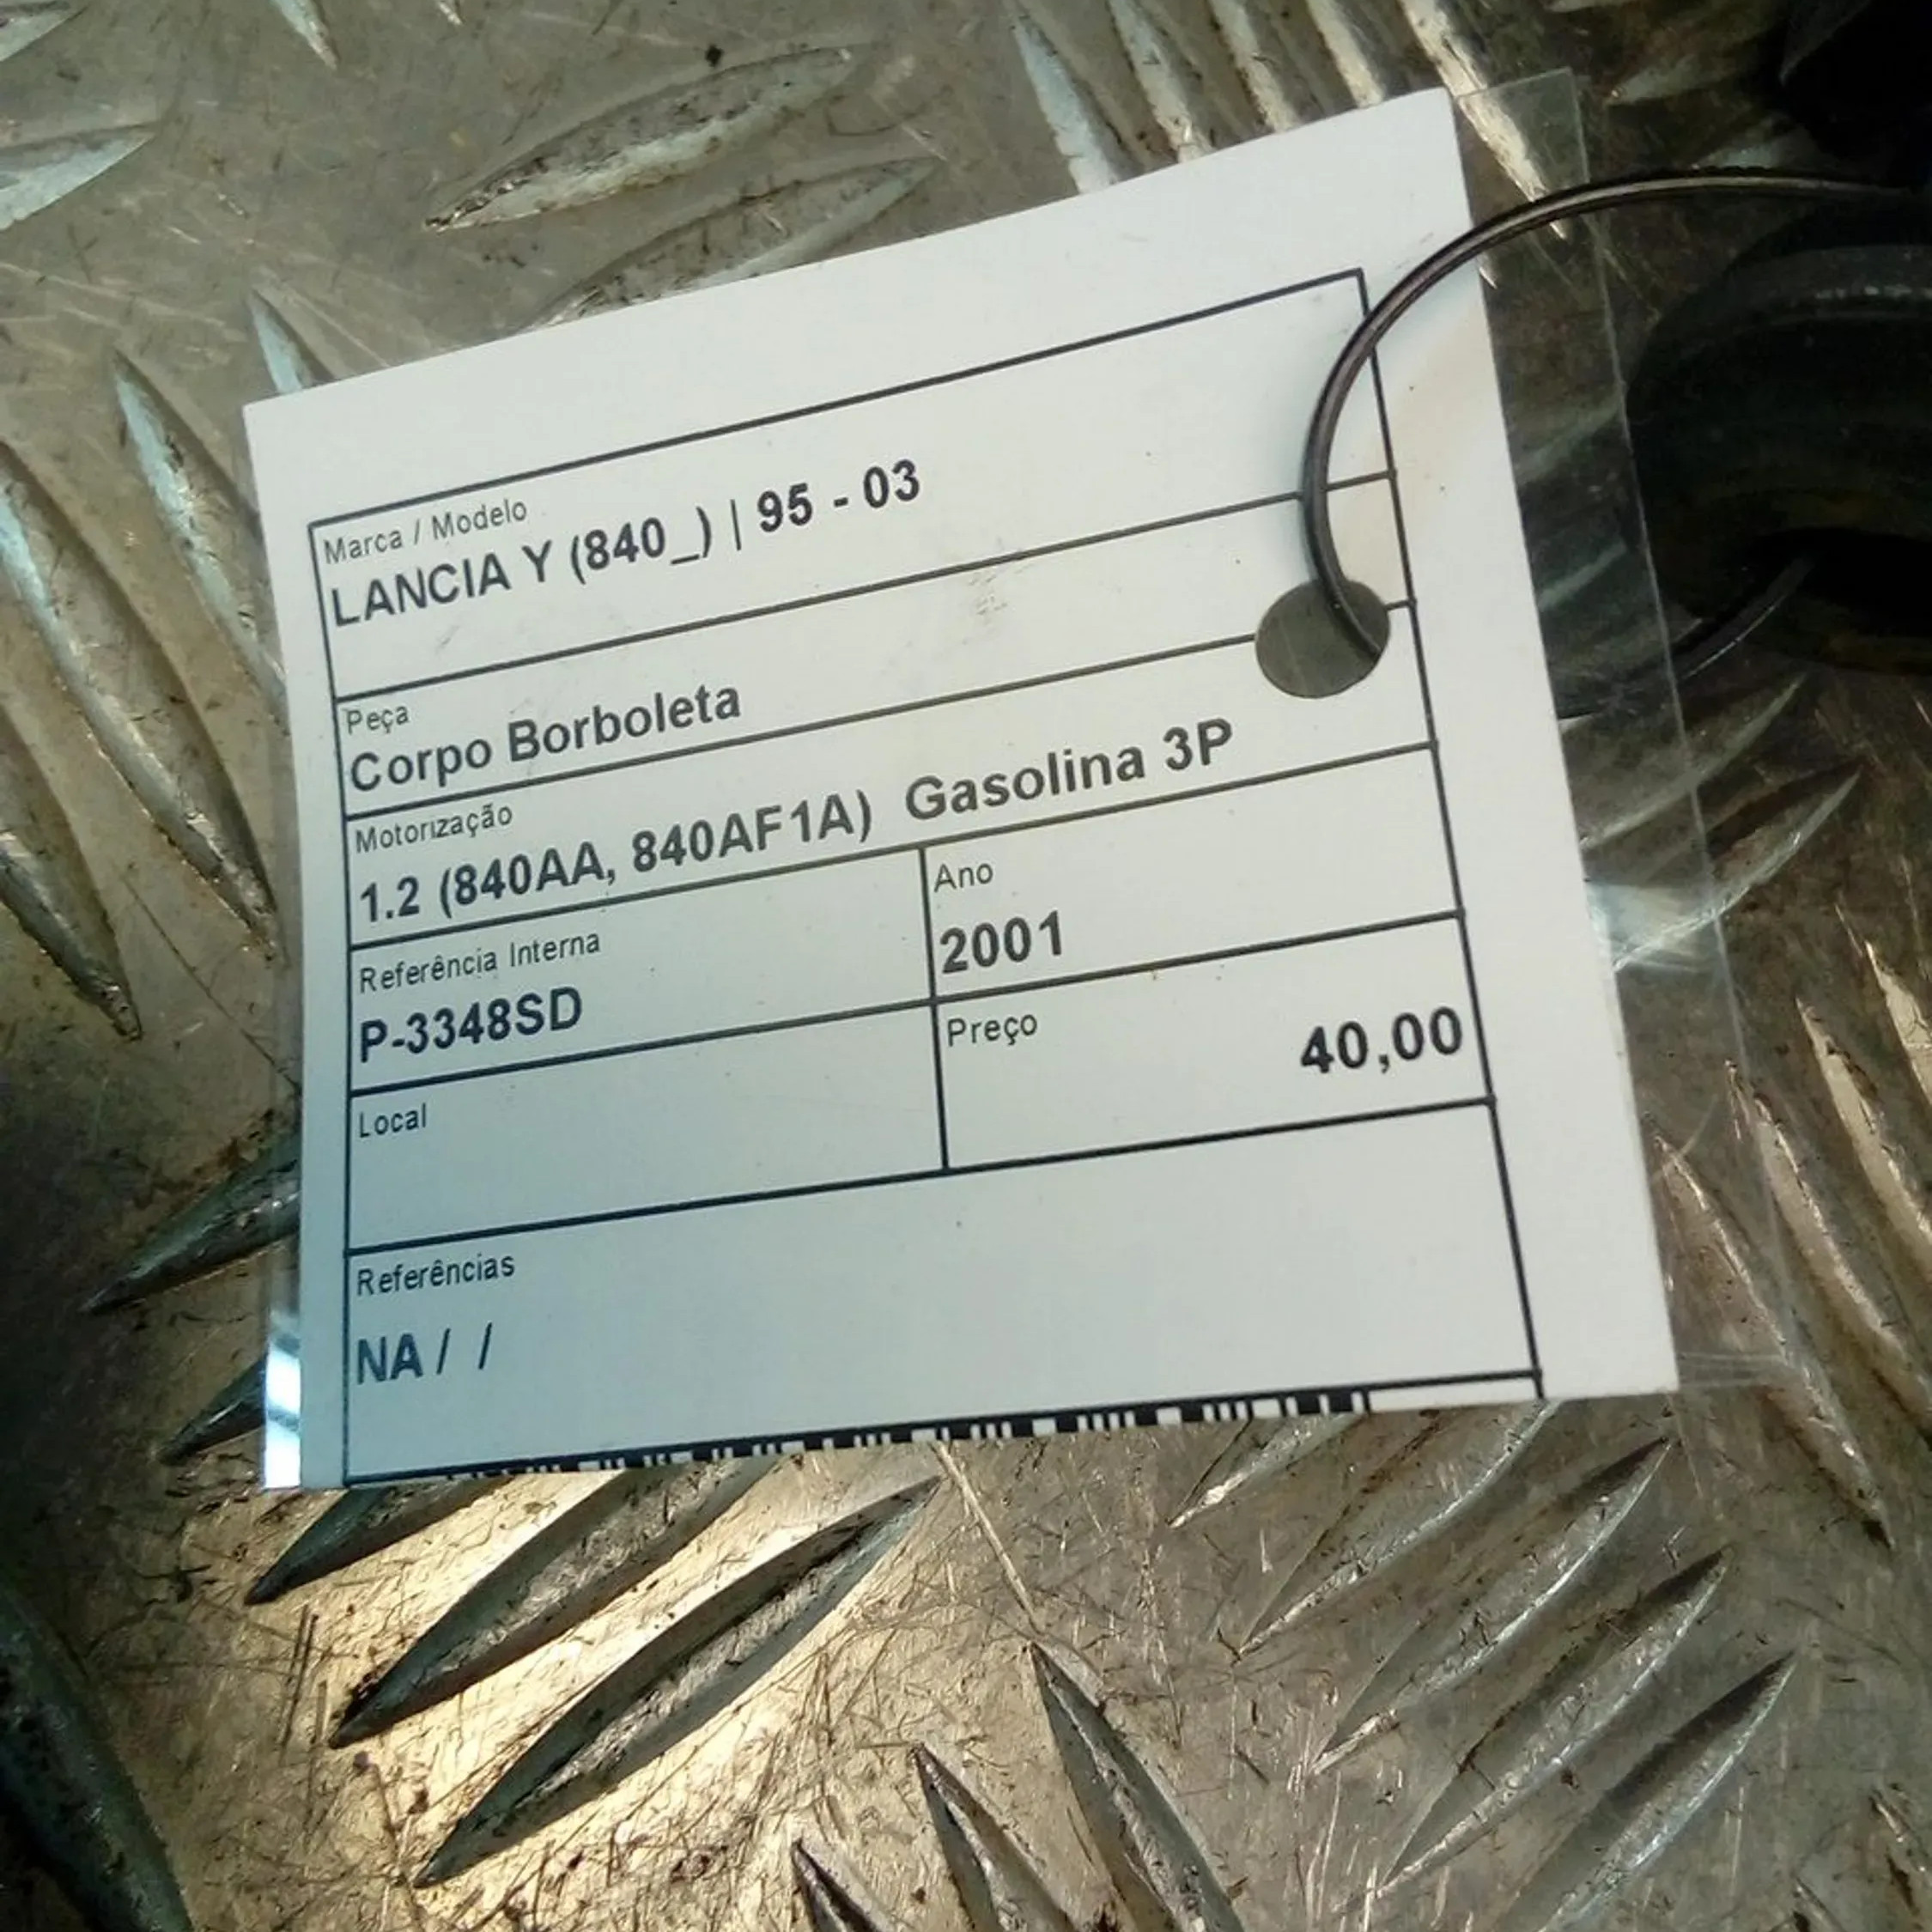 Marca / Modelo
LANCIA Y (840_) | 95 - 03
Peça
Corpo Borboleta
Motorização
1.2 (840AA, 840AF1A)  Gasolina 3P
Referência Interna
P-3348SD
Ano
2001
Local
Preço
40,00
Referências
NA /  /